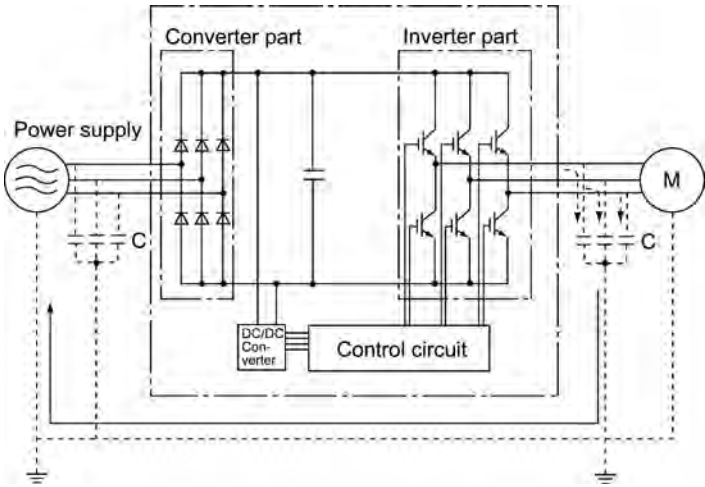 Converter part
Inverter part
Power supply
M
C
C
DC/DC
Con-
verter
Control circuit